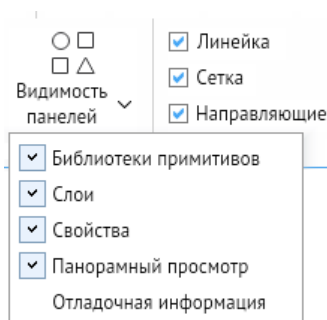 Видимость
панелей
Линейка
Сетка
Направляющие
Библиотеки примитивов
Слои
Свойства
Панорамный просмотр
Отладочная информация